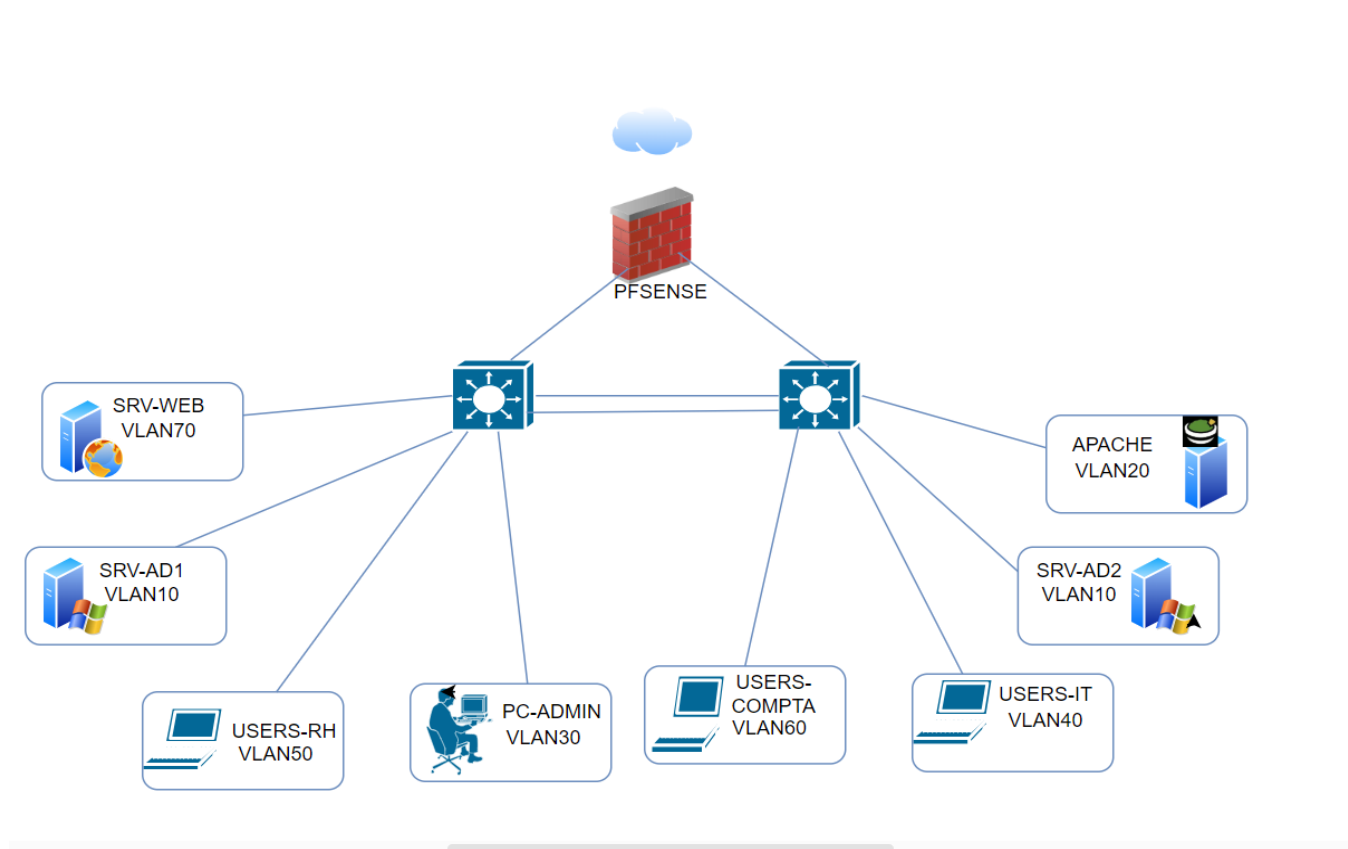 PFSENSE
SRV-WEB
VLAN70
APACHE
VLAN20
SRV-AD1
VLAN10
SRV-AD2
VLAN10
USERS-RH
VLAN50
PC-ADMIN
VLAN30
USERS-
COMPTA
VLAN60
USERS-IT
VLAN40